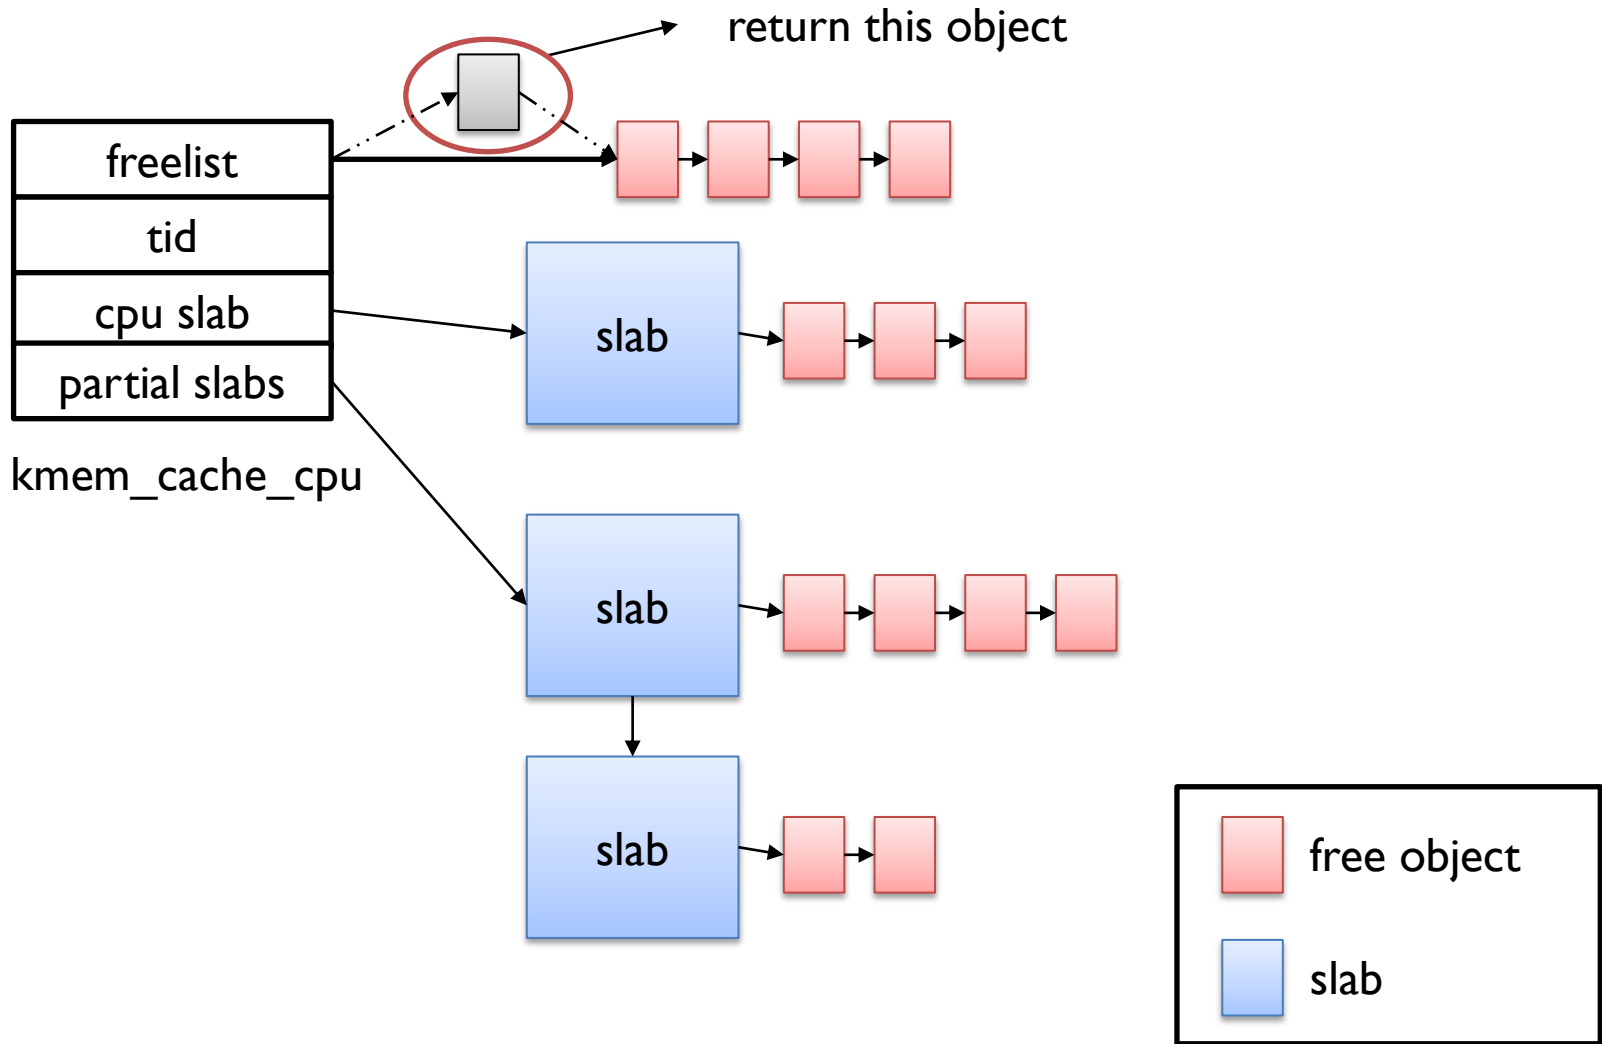 return this object
freelist
tid
cpu slab
partial slabs
kmem_cache_cpu
slab
slab
slab
free object
slab